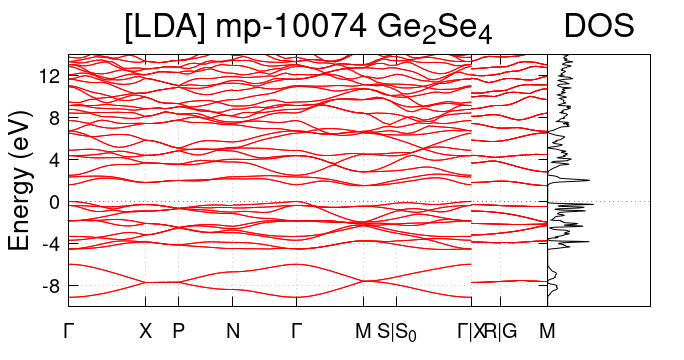 [LDA] mp-10074 Ge₂Se₄ DOS
Energy (eV)
12
8
4
0
-4
-8
Γ X P N Γ M S|S₀ Γ|X R|G M